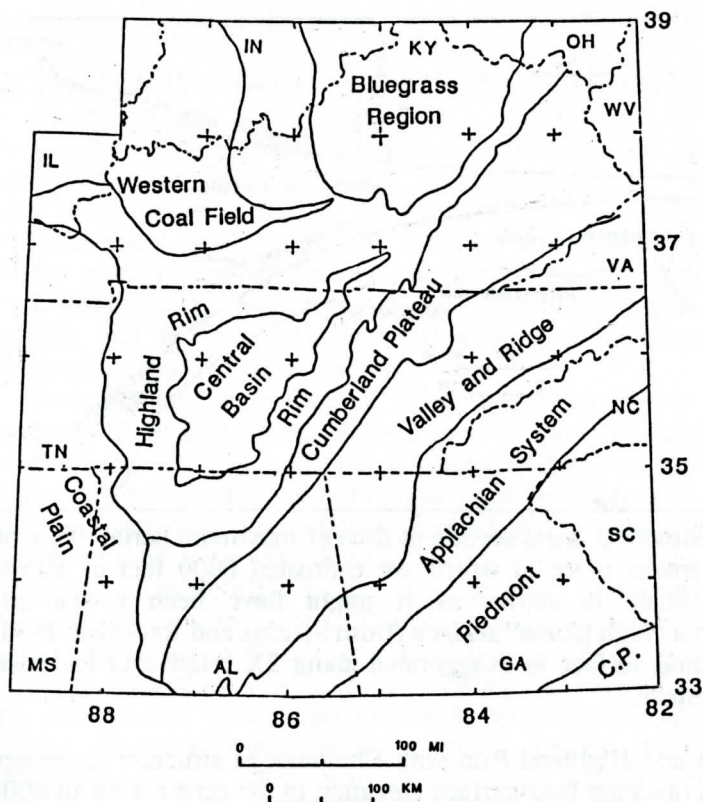 39
IN
KY
OH
Bluegrass
Region
WV
IL
Western
Coal Field
37
VA
Rim
Highland
Central
Basin
Rim
Cumberland Plateau
Valley and Ridge
TN
NC
35
Coastal
Plain
Applachian System
SC
Piedmont
MS
AL
GA
C.P.
33
88
86
84
82
0 100 MI
0 100 KM